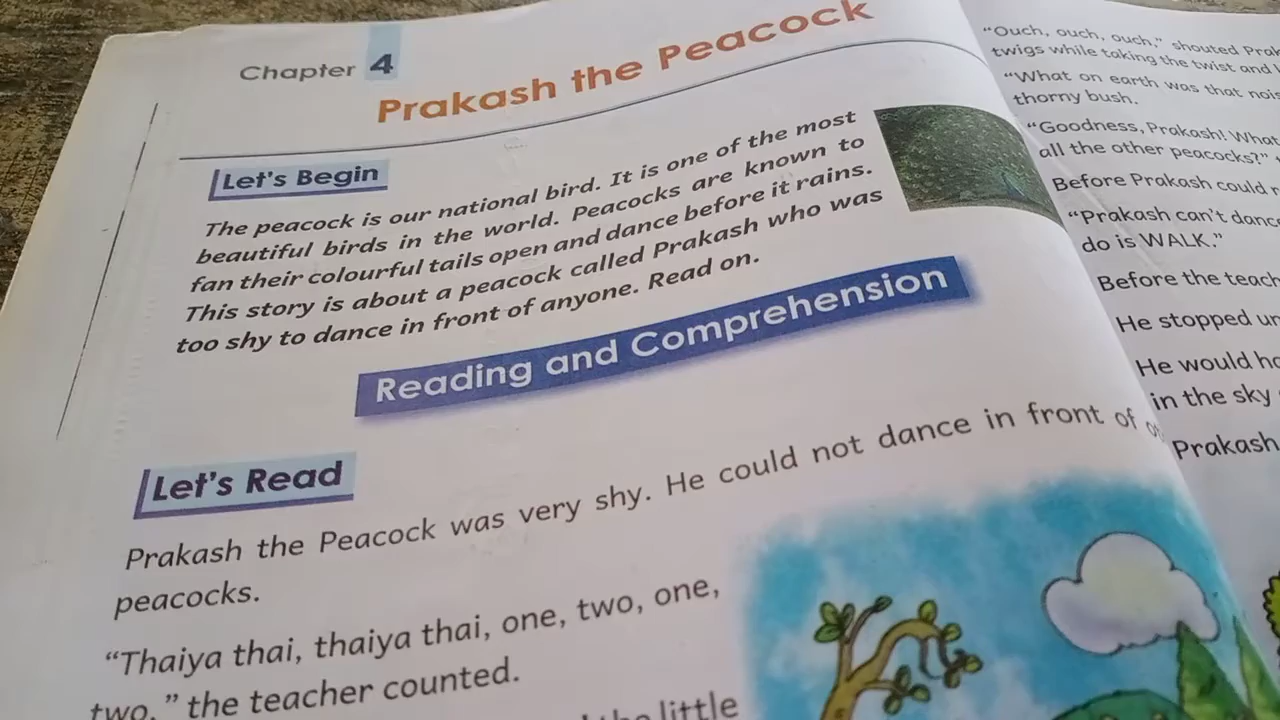 Chapter 4
Prakash the Peacock
Let's Begin
The peacock is our national bird. It is one of the most
beautiful birds in the world. Peacocks are known to
fan their colourful tails open and dance before it rains.
This story is about a peacock called Prakash who was
too shy to dance in front of anyone. Read on.
Reading and Comprehension
Let's Read
Prakash the Peacock was very shy. He could not dance in front of
peacocks.
“Thaiya thai, thaiya thai, one, two, one,
two, ” the teacher counted.
little
“Ouch, ouch, ouch,” shouted
twigs while taking the twist and
“What on earth was that
thorny bush.
“Goodness, Prakash! What
all the other peacocks?”
Before Prakash could
“Prakash can't
do is WALK.”
Before the
He stopped
He would
in the sky
Prakash